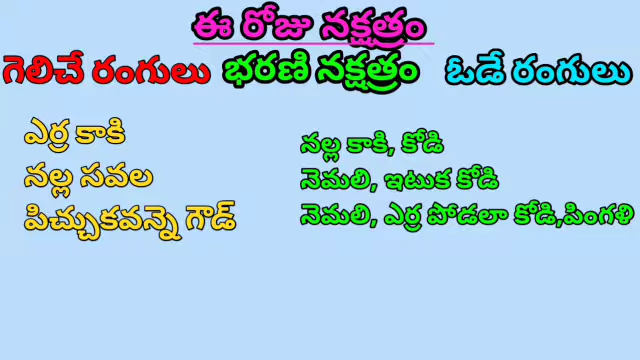 ఈ రోజు నక్షత్రం
గెలిచే రంగులు భరణి నక్షత్రం ఓడే రంగులు
ఎర్ర కాకి
నల్ల సవల
పిచ్చుకవన్నె గౌడ్
నల్ల కాకి, కోడి
నెమలి, ఇటుక కోడి
నెమలి, ఎర్ర పోడలా కోడి,పింగళి